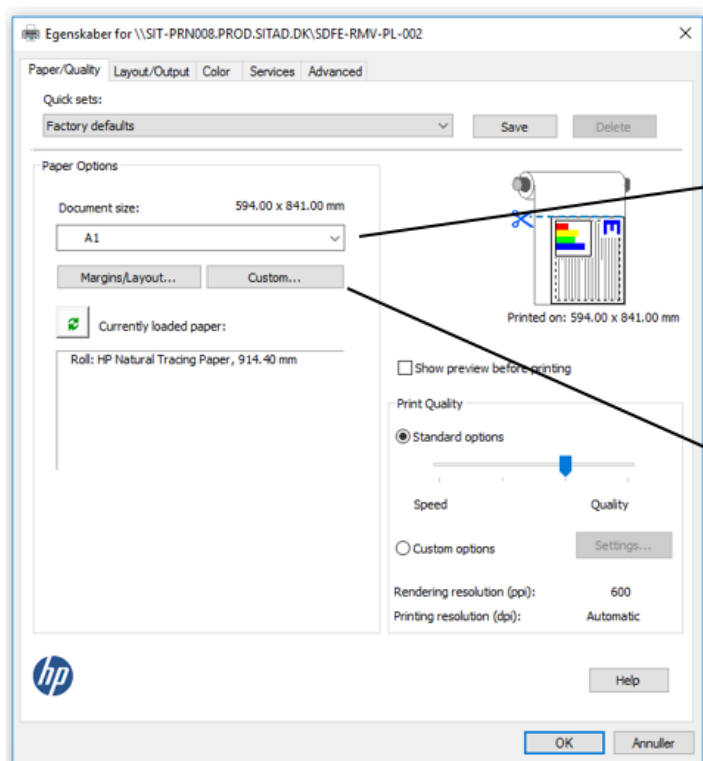 Egenskaber for \\SIT-PRN008.PROD.SITAD.DK\SDFE-RMV-PL-002
Paper/Quality Layout/Output Color Services Advanced
Quick sets:
Factory defaults
Save
Delete
Paper Options
Document size: 594.00 x 841.00 mm
A1
Margins/Layout...
Custom...
Currently loaded paper:
Roll: HP Natural Tracing Paper, 914.40 mm
Printed on: 594.00 x 841.00 mm
Show preview before printing
Print Quality
Standard options
Speed Quality
Custom options
Settings...
Rendering resolution (ppi): 600
Printing resolution (dpi): Automatic
hp
Help
OK
Annuller